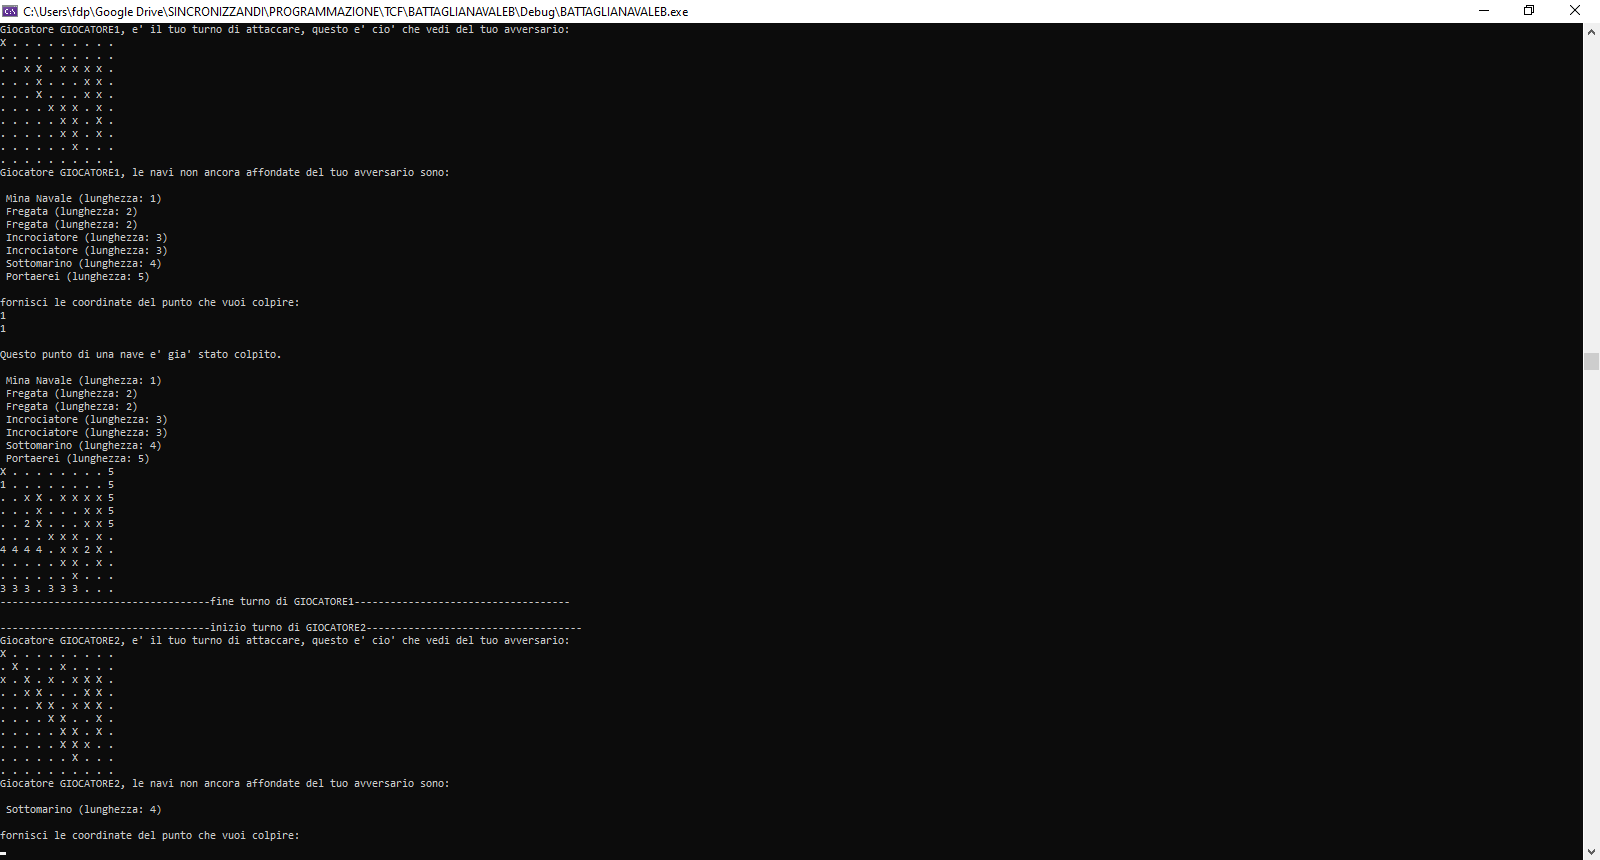 C:\Users\fdp\Google Drive\SINCRONIZZANDI\PROGRAMMAZIONE\TCF\BATTAGLIANAVALEB\Debug\BATTAGLIANAVALEB.exe
Giocatore GIOCATORE1, e' il tuo turno di attaccare, questo e' cio' che vedi del tuo avversario:
X . . . . . . . . .
. . . . . . . . . .
. . x X . x x x x .
. . . x . . . x x .
. . . X . . . x x .
. . . . x x x . x .
. . . . . x x . X .
. . . . . x x . x .
. . . . . . x . . .
. . . . . . . . . .
Giocatore GIOCATORE1, le navi non ancora affondate del tuo avversario sono:
Mina Navale (lunghezza: 1)
Fregata (lunghezza: 2)
Fregata (lunghezza: 2)
Incrociatore (lunghezza: 3)
Incrociatore (lunghezza: 3)
Sottomarino (lunghezza: 4)
Portaerei (lunghezza: 5)
fornisci le coordinate del punto che vuoi colpire:
1
1
Questo punto di una nave e' gia' stato colpito.
Mina Navale (lunghezza: 1)
Fregata (lunghezza: 2)
Fregata (lunghezza: 2)
Incrociatore (lunghezza: 3)
Incrociatore (lunghezza: 3)
Sottomarino (lunghezza: 4)
Portaerei (lunghezza: 5)
X . . . . . . . . 5
1 . . . . . . . . 5
. . x X . x x x x 5
. . . x . . . x x 5
. . 2 X . . . x x 5
. . . . x x x . x .
4 4 4 4 . x x 2 X .
. . . . . x x . x .
. . . . . . x . . .
3 3 3 . 3 3 3 . . .
-----------------------------------fine turno di GIOCATORE1------------------------------------
-----------------------------------inizio turno di GIOCATORE2------------------------------------
Giocatore GIOCATORE2, e' il tuo turno di attaccare, questo e' cio' che vedi del tuo avversario:
X . . . . . . . . .
. X . . . x . . . .
x . X . x . x X X .
. . x X . . . X X .
. . . X X . x X X .
. . . . X X . . X .
. . . . . X X . X .
. . . . . X X x . .
. . . . . . X . . .
. . . . . . . . . .
Giocatore GIOCATORE2, le navi non ancora affondate del tuo avversario sono:
Sottomarino (lunghezza: 4)
fornisci le coordinate del punto che vuoi colpire: